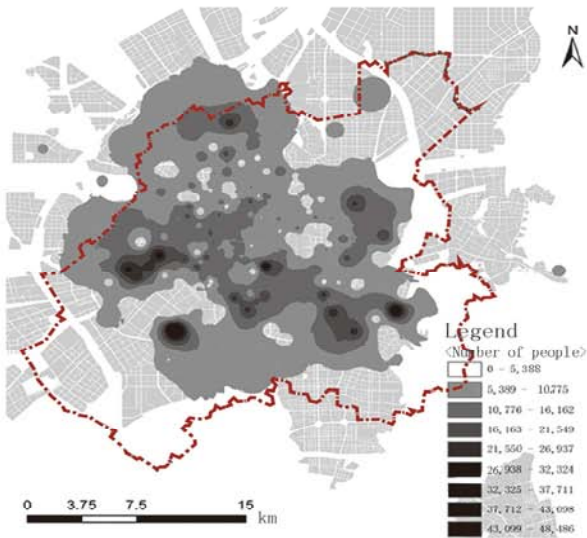 N
Legend
<Number of people>
0 - 5,388
5,389 - 10,775
10,776 - 16,162
16,163 - 21,549
21,550 - 26,937
26,938 - 32,324
32,325 - 37,711
37,712 - 43,098
43,099 - 48,486
0 3.75 7.5 15
km